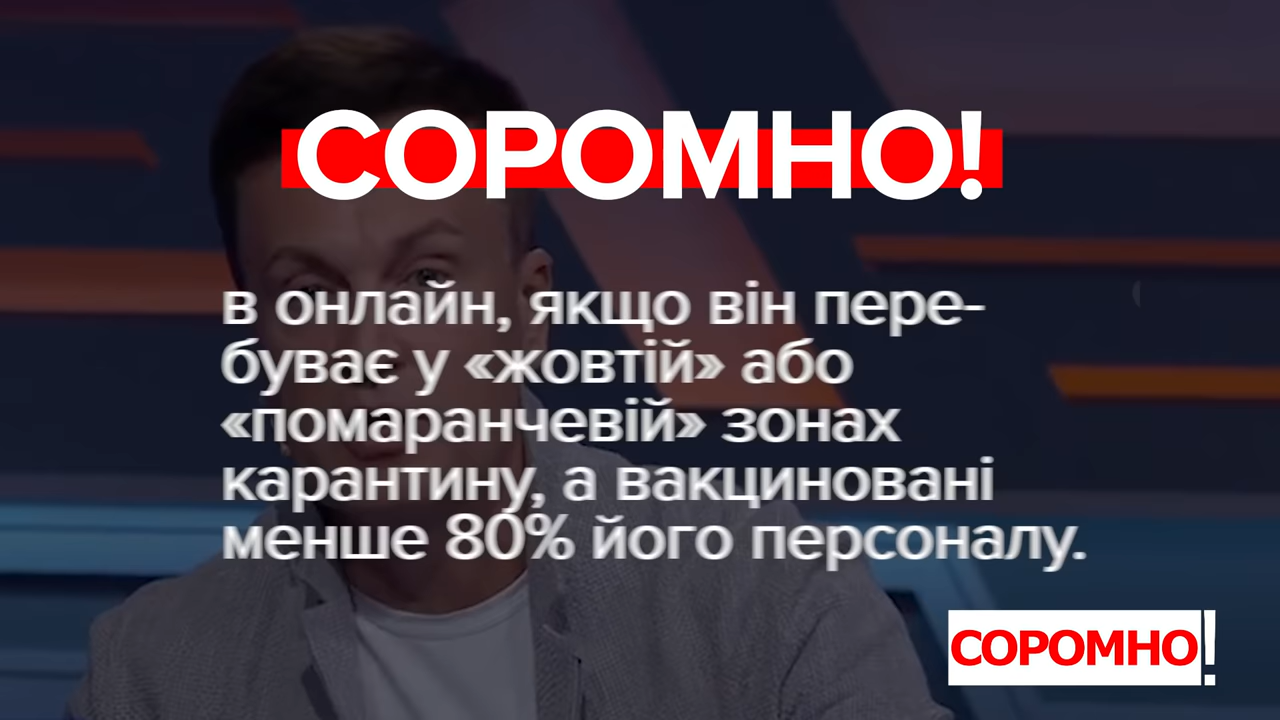 СОРОМНО!
в онлайн, якщо він пере-
буває у «жовтій» або
«помаранчевій» зонах
карантину, а вакциновані
менше 80% його персоналу.
СОРОМНО!